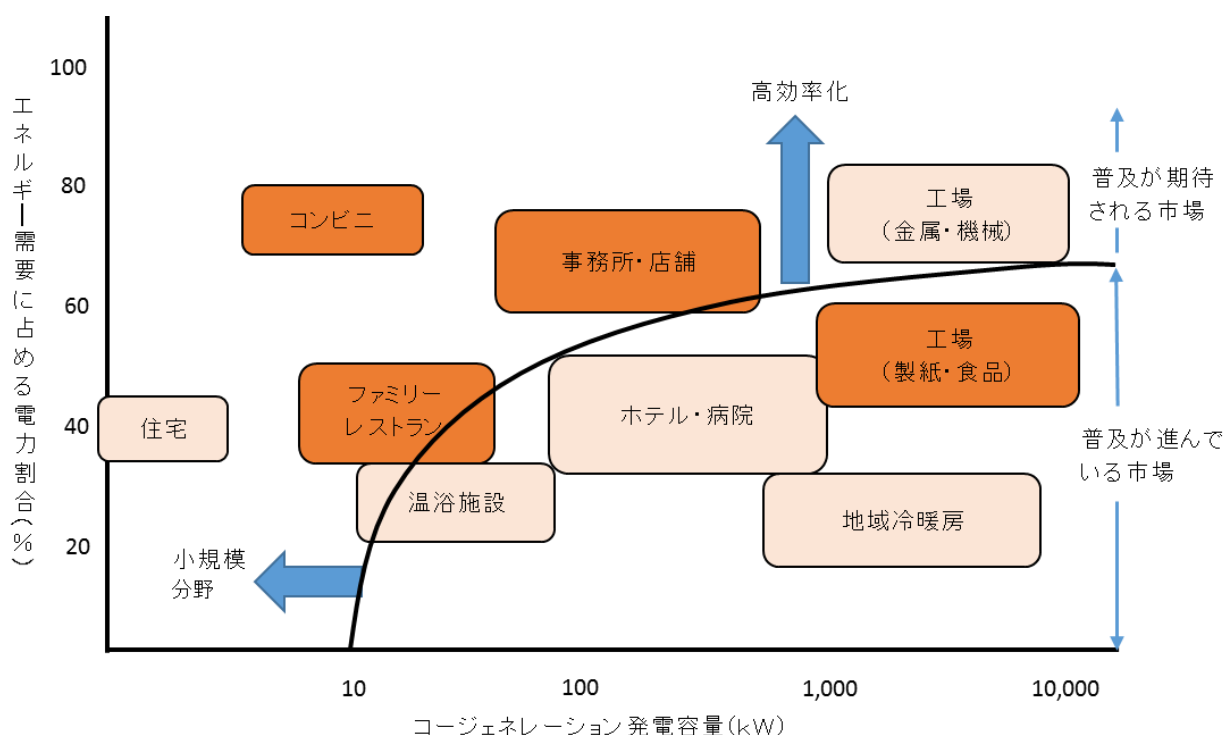 エネルギー需要に占める電力割合(%)
100
80
60
40
20
高効率化
普及が期待
される市場
工場
(金属・機械)
コンビニ
事務所・店舗
工場
(製紙・食品)
ファミリー
レストラン
ホテル・病院
住宅
普及が進んで
いる市場
温浴施設
地域冷暖房
小規模
分野
10
100
1,000
10,000
コージェネレーション発電容量(kW)